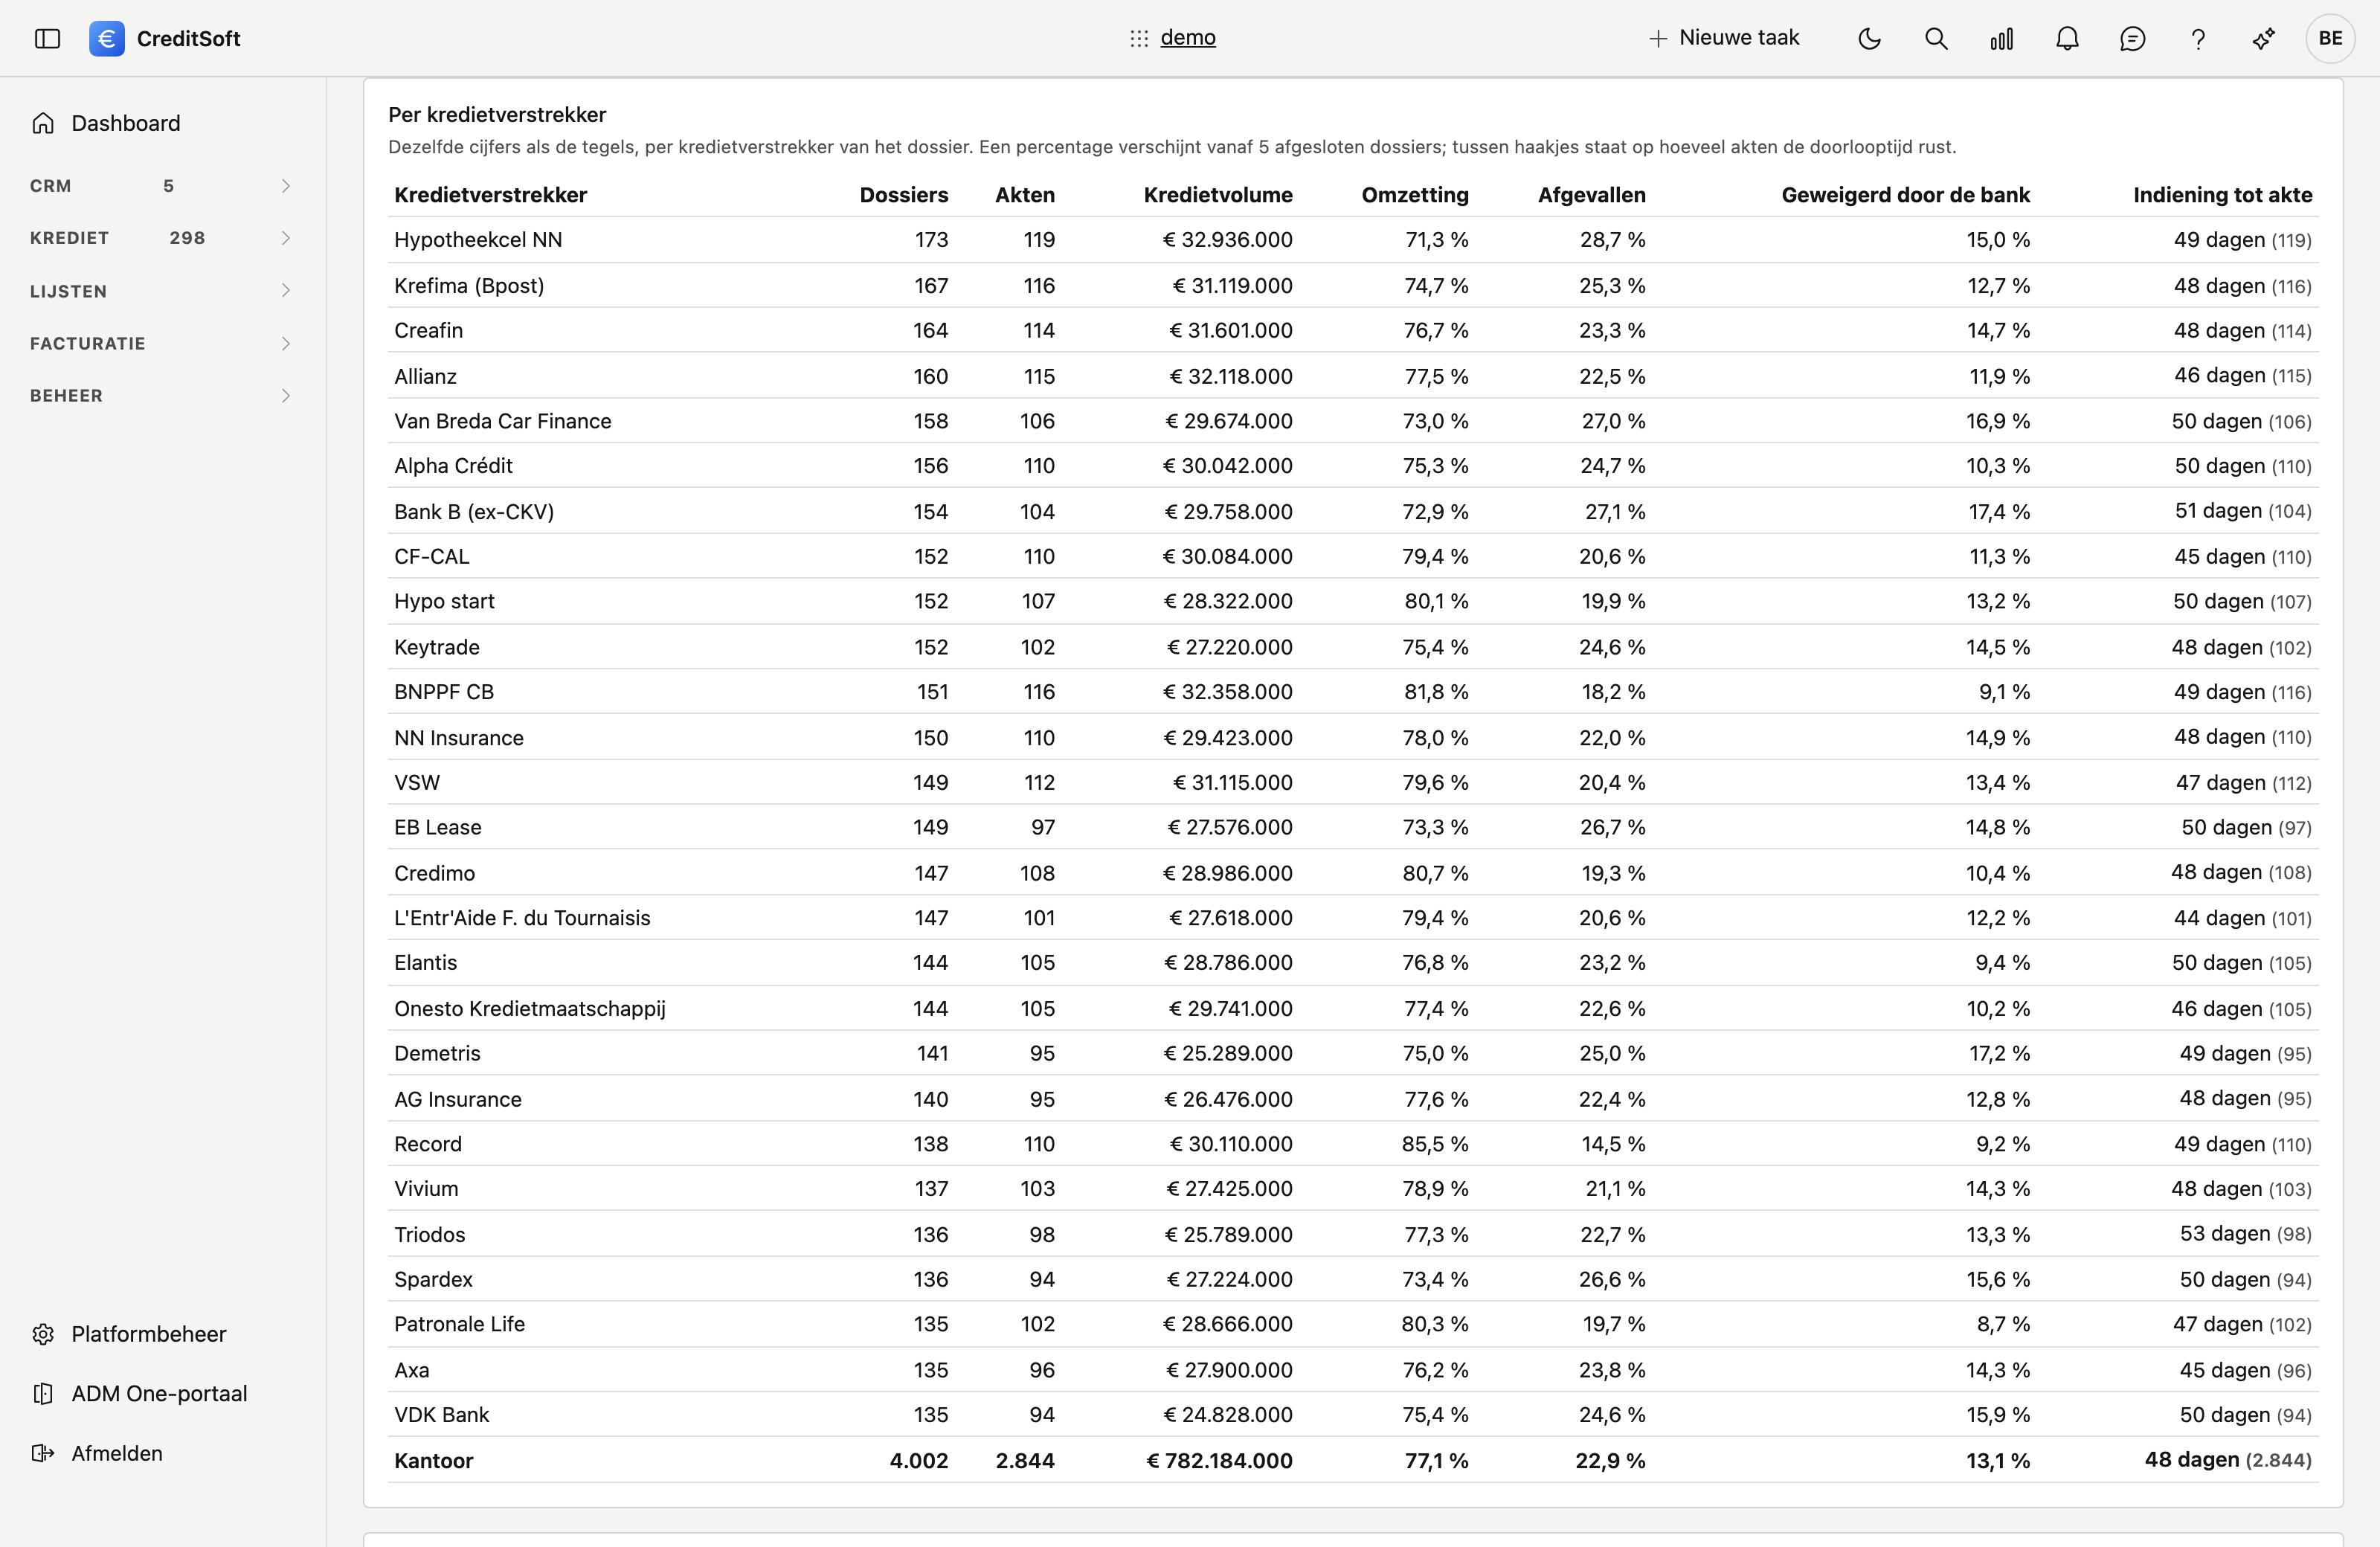 CreditSoft
demo
Nieuwe taak
BE
Dashboard
CRM 5
KREDIET 298
LIJSTEN
FACTURATIE
BEHEER
Platformbeheer
ADM One-portaal
Afmelden
Per kredietverstrekker
Dezelfde cijfers als de tegels, per kredietverstrekker van het dossier. Een percentage verschijnt vanaf 5 afgesloten dossiers; tussen haakjes staat op hoeveel akten de doorlooptijd rust.
Kredietverstrekker Dossiers Akten Kredietvolume Omzetting Afgevallen Geweigerd door de bank Indiening tot akte
Hypotheekcel NN 173 119 € 32.936.000 71,3 % 28,7 % 15,0 % 49 dagen (119)
Krefima (Bpost) 167 116 € 31.119.000 74,7 % 25,3 % 12,7 % 48 dagen (116)
Creafin 164 114 € 31.601.000 76,7 % 23,3 % 14,7 % 48 dagen (114)
Allianz 160 115 € 32.118.000 77,5 % 22,5 % 11,9 % 46 dagen (115)
Van Breda Car Finance 158 106 € 29.674.000 73,0 % 27,0 % 16,9 % 50 dagen (106)
Alpha Crédit 156 110 € 30.042.000 75,3 % 24,7 % 10,3 % 50 dagen (110)
Bank B (ex-CKV) 154 104 € 29.758.000 72,9 % 27,1 % 17,4 % 51 dagen (104)
CF-CAL 152 110 € 30.084.000 79,4 % 20,6 % 11,3 % 45 dagen (110)
Hypo start 152 107 € 28.322.000 80,1 % 19,9 % 13,2 % 50 dagen (107)
Keytrade 152 102 € 27.220.000 75,4 % 24,6 % 14,5 % 48 dagen (102)
BNPPF CB 151 116 € 32.358.000 81,8 % 18,2 % 9,1 % 49 dagen (116)
NN Insurance 150 110 € 29.423.000 78,0 % 22,0 % 14,9 % 48 dagen (110)
VSW 149 112 € 31.115.000 79,6 % 20,4 % 13,4 % 47 dagen (112)
EB Lease 149 97 € 27.576.000 73,3 % 26,7 % 14,8 % 50 dagen (97)
Credimo 147 108 € 28.986.000 80,7 % 19,3 % 10,4 % 48 dagen (108)
L'Entr'Aide F. du Tournaisis 147 101 € 27.618.000 79,4 % 20,6 % 12,2 % 44 dagen (101)
Elantis 144 105 € 28.786.000 76,8 % 23,2 % 9,4 % 50 dagen (105)
Onesto Kredietmaatschappij 144 105 € 29.741.000 77,4 % 22,6 % 10,2 % 46 dagen (105)
Demetris 141 95 € 25.289.000 75,0 % 25,0 % 17,2 % 49 dagen (95)
AG Insurance 140 95 € 26.476.000 77,6 % 22,4 % 12,8 % 48 dagen (95)
Record 138 110 € 30.110.000 85,5 % 14,5 % 9,2 % 49 dagen (110)
Vivium 137 103 € 27.425.000 78,9 % 21,1 % 14,3 % 48 dagen (103)
Triodos 136 98 € 25.789.000 77,3 % 22,7 % 13,3 % 53 dagen (98)
Spardex 136 94 € 27.224.000 73,4 % 26,6 % 15,6 % 50 dagen (94)
Patronale Life 135 102 € 28.666.000 80,3 % 19,7 % 8,7 % 47 dagen (102)
Axa 135 96 € 27.900.000 76,2 % 23,8 % 14,3 % 45 dagen (96)
VDK Bank 135 94 € 24.828.000 75,4 % 24,6 % 15,9 % 50 dagen (94)
Kantoor 4.002 2.844 € 782.184.000 77,1 % 22,9 % 13,1 % 48 dagen (2.844)